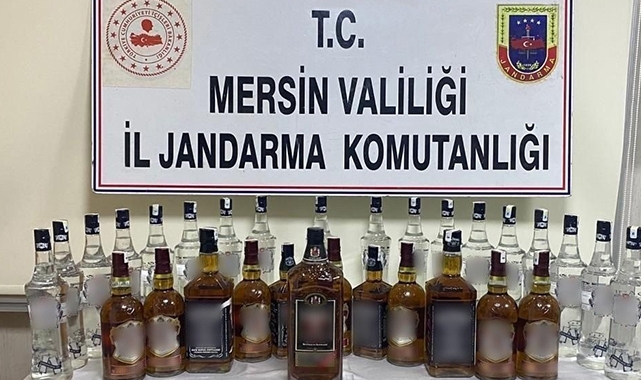 T.C.
MERSİN VALİLİĞİ
İL JANDARMA KOMUTANLIĞI
JANDARMA